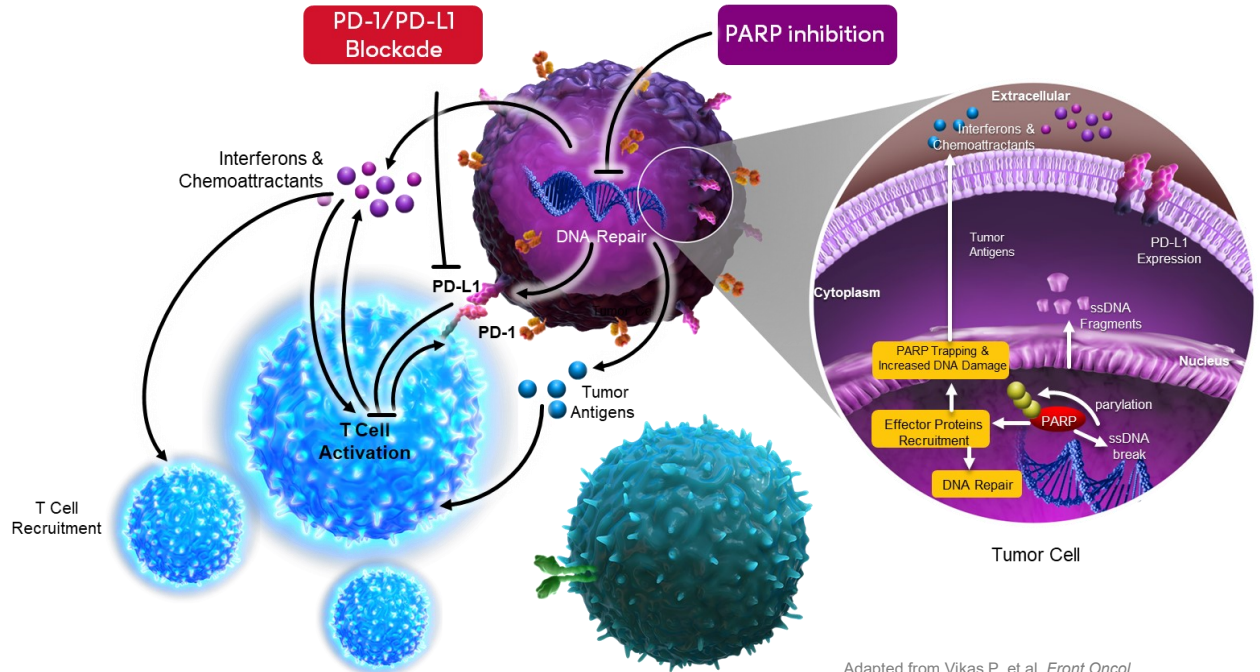 PD-1/PD-L1
Blockade
PARP inhibition
Interferons &
Chemoattractants
DNA Repair
PD-L1
PD-1
T Cell
Activation
Tumor
Antigens
T Cell
Recruitment
Extracellular
Interferons &
Chemoattractants
Tumor
Antigens
PD-L1
Expression
Cytoplasm
ssDNA
Fragments
Nucleus
PARP Trapping &
Increased DNA Damage
parylation
PARP
Effector Proteins
Recruitment
ssDNA
break
DNA Repair
Tumor Cell
Adapted from Vikas P, et al. Front Oncol